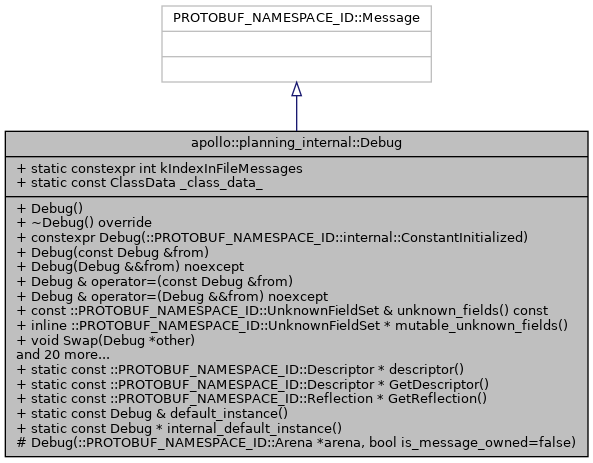 PROTOBUF_NAMESPACE_ID::Message
apollo::planning_internal::Debug
+ static constexpr int kIndexInFileMessages
+ static const ClassData _class_data_
+ Debug()
+ ~Debug() override
+ constexpr Debug(::PROTOBUF_NAMESPACE_ID::internal::ConstantInitialized)
+ Debug(const Debug &from)
+ Debug(Debug &&from) noexcept
+ Debug & operator=(const Debug &from)
+ Debug & operator=(Debug &&from) noexcept
+ const ::PROTOBUF_NAMESPACE_ID::UnknownFieldSet & unknown_fields() const
+ inline ::PROTOBUF_NAMESPACE_ID::UnknownFieldSet * mutable_unknown_fields()
+ void Swap(Debug *other)
and 20 more...
+ static const ::PROTOBUF_NAMESPACE_ID::Descriptor * descriptor()
+ static const ::PROTOBUF_NAMESPACE_ID::Descriptor * GetDescriptor()
+ static const ::PROTOBUF_NAMESPACE_ID::Reflection * GetReflection()
+ static const Debug & default_instance()
+ static const Debug * internal_default_instance()
# Debug(::PROTOBUF_NAMESPACE_ID::Arena *arena, bool is_message_owned=false)